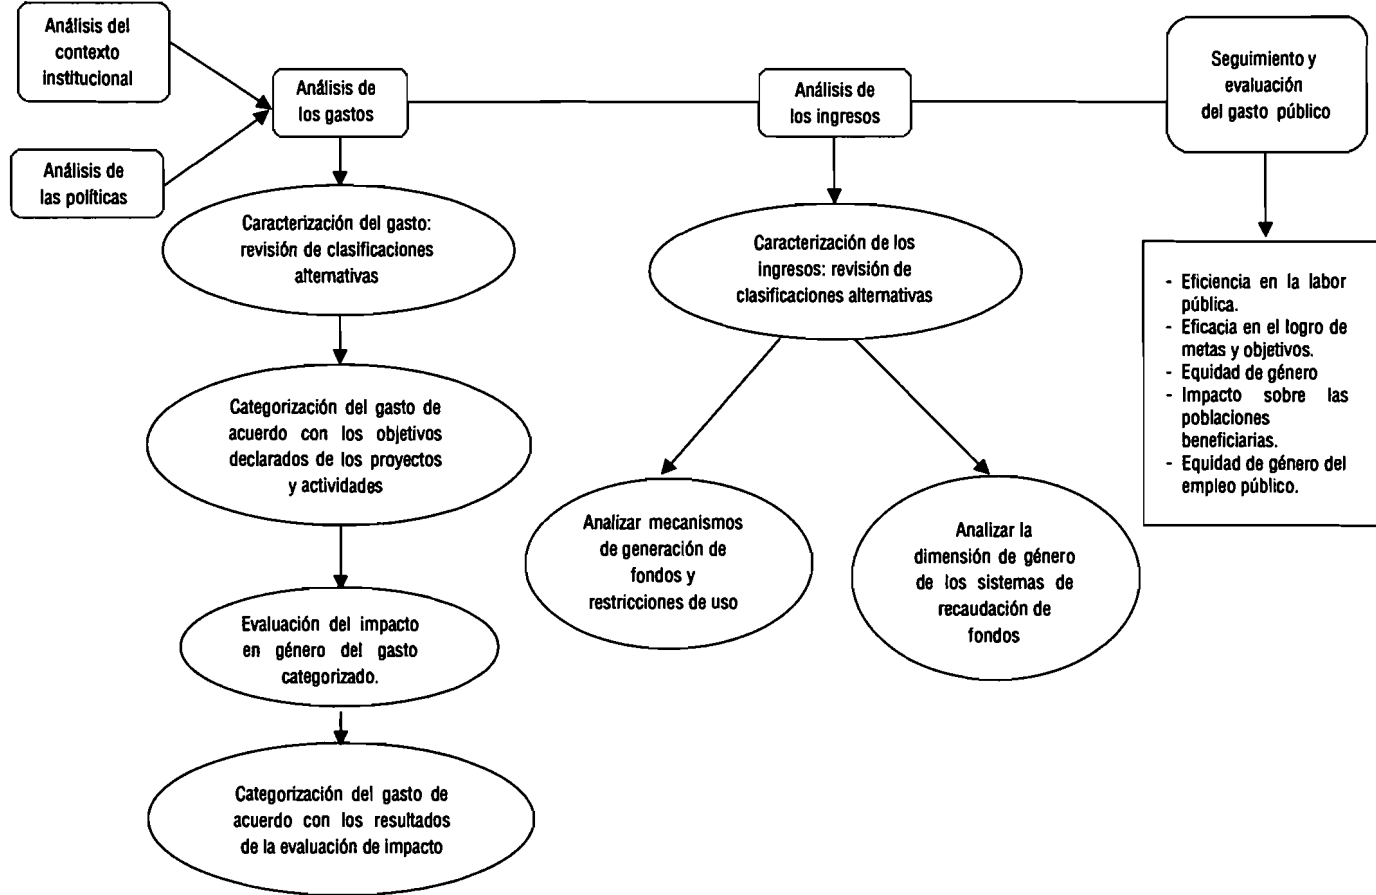 Análisis del
contexto
institucional
Análisis de
las políticas
Análisis de
los gastos
Caracterización del gasto:
revisión de clasificaciones
alternativas
Categorización del gasto de
acuerdo con los objetivos
declarados de los proyectos
y actividades
Evaluación del impacto
en género del gasto
categorizado.
Categorización del gasto de
acuerdo con los resultados
de la evaluación de impacto
Análisis de
los ingresos
Caracterización de los
ingresos: revisión de
clasificaciones alternativas
Analizar mecanismos
de generación de
fondos y
restricciones de uso
Analizar la
dimensión de género
de los sistemas de
recaudación de
fondos
Seguimiento y
evaluación
del gasto público
- Eficiencia en la labor
pública.
- Eficacia en el logro de
metas y objetivos.
- Equidad de género
- Impacto sobre las
poblaciones
beneficiarias.
- Equidad de género del
empleo público.